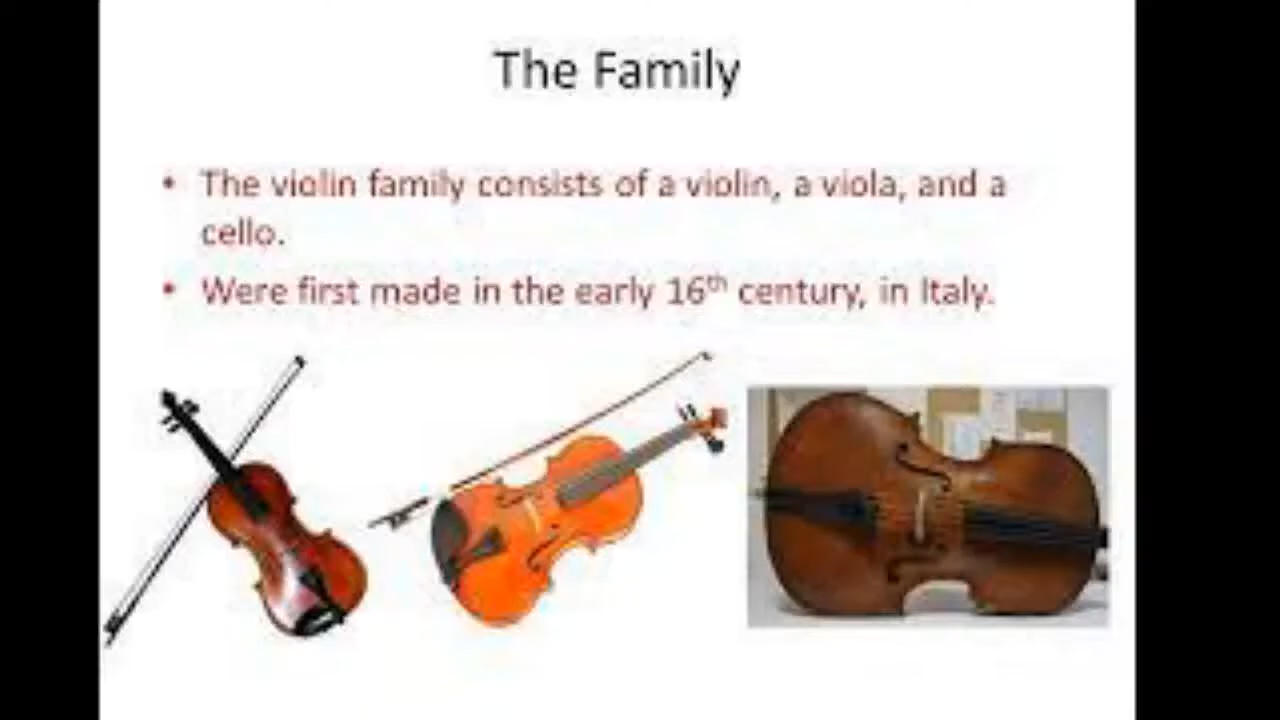 The Family
• The violin family consists of a violin, a viola, and a
cello.
• Were first made in the early 16th century, in Italy.